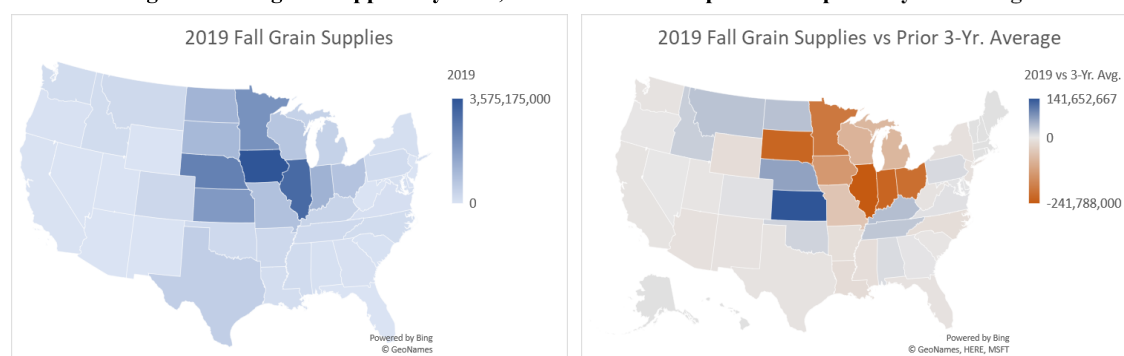 2019 Fall Grain Supplies
2019
3,575,175,000
0
Powered by Bing
© GeoNames
2019 Fall Grain Supplies vs Prior 3-Yr. Average
2019 vs 3-Yr. Avg.
141,652,667
0
-241,788,000
Powered by Bing
© GeoNames, HERE, MSFT